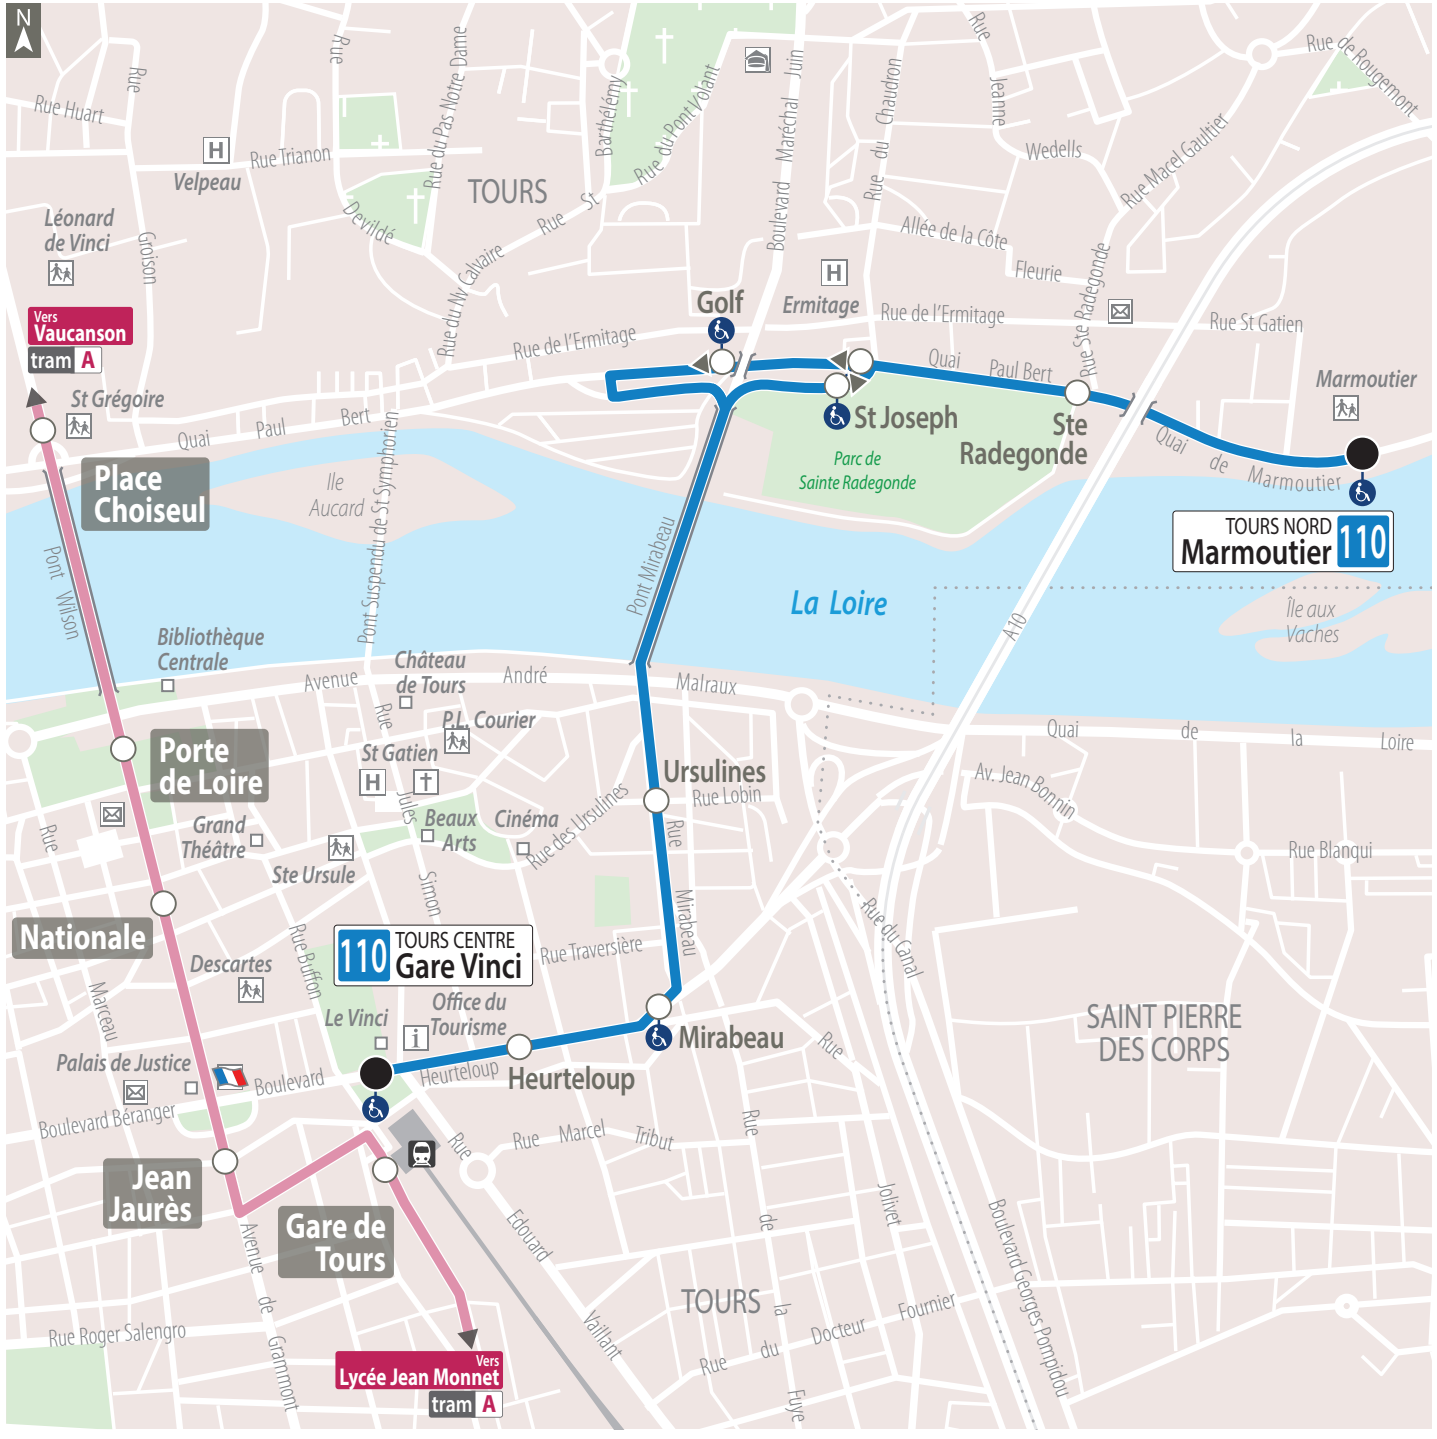 N
Rue
Rue Huart
Rue
Rue du Pas Notre Dame
Barthélémy
Rue du Pont Volant
Boulevard Maréchal Juin
Rue du Chaudron
Rue
Jeanne
Wedells
Rue de Rougemont
Rue Macel Gaultier
H
Velpeau
Rue Trianon
TOURS
Léonard
de Vinci
Groison
Devildé
Rue St
Rue du Nv Calvaire
Allée de la Côte
Fleurie
Rue Ste Radegonde
H
Ermitage
Golf
Rue de l'Ermitage
Rue de l'Ermitage
Rue St Gatien
Vers
Vaucanson
tram A
St Grégoire
Quai Paul Bert
Quai Paul Bert
Marmoutier
St Joseph
Ste
Radegonde
Quai de Marmoutier
Parc de
Sainte Radegonde
Place
Choiseul
Ile
Aucard
Pont Suspendu de St Symphorien
Pont Mirabeau
Pont Wilson
TOURS NORD
Marmoutier 110
La Loire
A10
Île aux
Vaches
Bibliothèque
Centrale
Château
de Tours
Avenue André Malraux
Quai de la Loire
P.L. Courier
St Gatien
H
Rue
Jules
Simon
Porte
de Loire
Ursulines
Rue Lobin
Av. Jean Bonnin
Rue
Grand
Théâtre
Beaux
Arts
Cinéma
Rue des Ursulines
Rue
Mirabeau
Rue Blanqui
Ste Ursule
Nationale
Rue du Canal
110 TOURS CENTRE
Gare Vinci
Rue Buffon
Rue Traversière
Descartes
Marceau
Office du
Tourisme
i
Le Vinci
Mirabeau
SAINT PIERRE
DES CORPS
Palais de Justice
Boulevard Heurteloup
Heurteloup
Rue
Boulevard Béranger
Rue Marcel Tribut
Rue
Edouard
Vaillant
Jean
Jaurès
Gare de
Tours
Rue
de
la
Fuye
Jolivet
Boulevard Georges Pompidou
Avenue
de
Grammont
TOURS
Rue Roger Salengro
Rue du Docteur Fournier
Vers
Lycée Jean Monnet
tram A